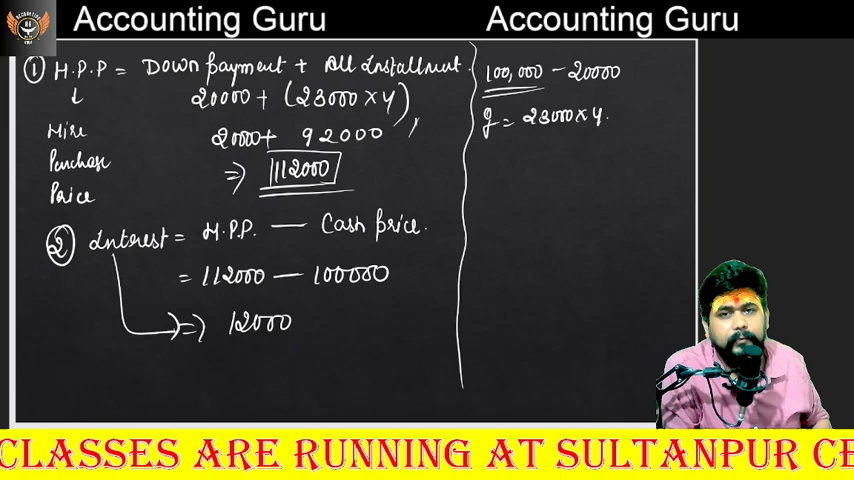 Accounting Guru
Accounting Guru
① H.P.P = Down payment + All Installment.
↓ 20000 + (23000 × 4)
Hire 20000 + 92000
Purchase ⇒ 112000
Price
② Interest = H.P.P. — Cash price.
= 112000 — 100000
⇒ 12000
100,000 — 20000
g = 23000 × 4.
CLASSES ARE RUNNING AT SULTANPUR CE